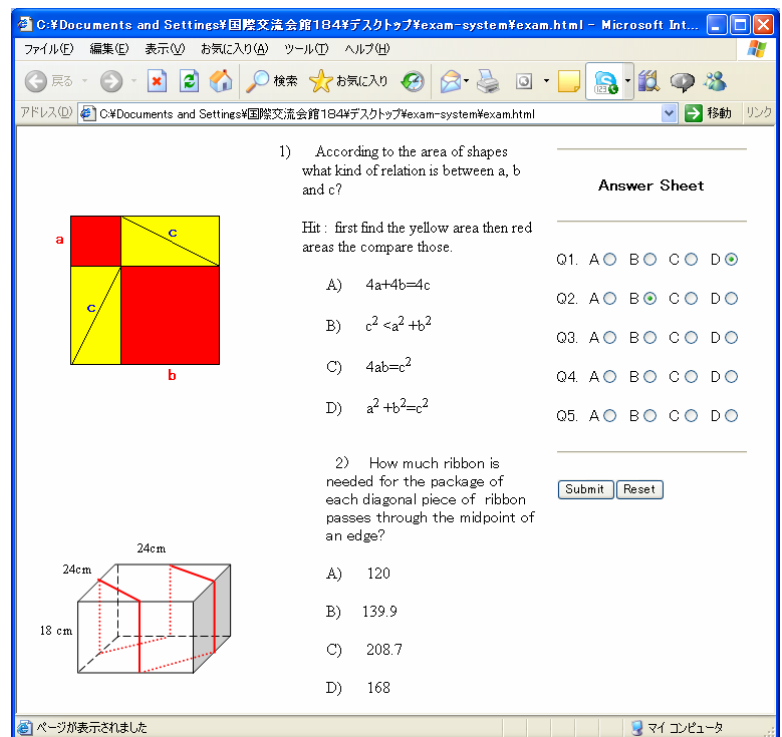 C:¥Documents and Settings¥国際交流会館184¥デスクトップ¥exam-system¥exam.html - Microsoft Int...
ファイル(F) 編集(E) 表示(V) お気に入り(A) ツール(T) ヘルプ(H)
戻る 検索 お気に入り
アドレス(D) C:¥Documents and Settings¥国際交流会館184¥デスクトップ¥exam-system¥exam.html 移動 リンク
1) According to the area of shapes
what kind of relation is between a, b
and c?
Hit : first find the yellow area then red
areas the compare those.
A) 4a+4b=4c
B) c² <a² +b²
C) 4ab=c²
D) a² +b²=c²
a
c
c
b
2) How much ribbon is
needed for the package of
each diagonal piece of ribbon
passes through the midpoint of
an edge?
A) 120
B) 139.9
C) 208.7
D) 168
24cm
24cm
18 cm
Answer Sheet
Q1. A B C D
Q2. A B C D
Q3. A B C D
Q4. A B C D
Q5. A B C D
Submit Reset
ページが表示されました マイ コンピュータ